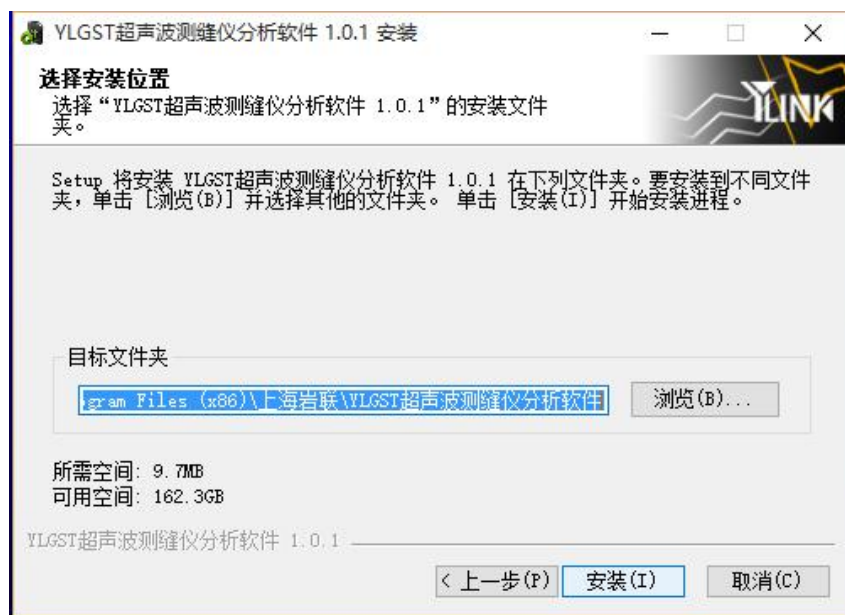 YLGST超声波测缝仪分析软件 1.0.1 安装
选择安装位置
选择“YLGST超声波测缝仪分析软件 1.0.1”的安装文件
夹。
YLINK
Setup 将安装 YLGST超声波测缝仪分析软件 1.0.1 在下列文件夹。要安装到不同文件
夹，单击 [浏览(B)] 并选择其他的文件夹。 单击 [安装(I)] 开始安装进程。
目标文件夹
gram Files (x86)\上海岩联\YLGST超声波测缝仪分析软件
浏览(B)...
所需空间: 9.7MB
可用空间: 162.3GB
YLGST超声波测缝仪分析软件 1.0.1
< 上一步(P)
安装(I)
取消(C)